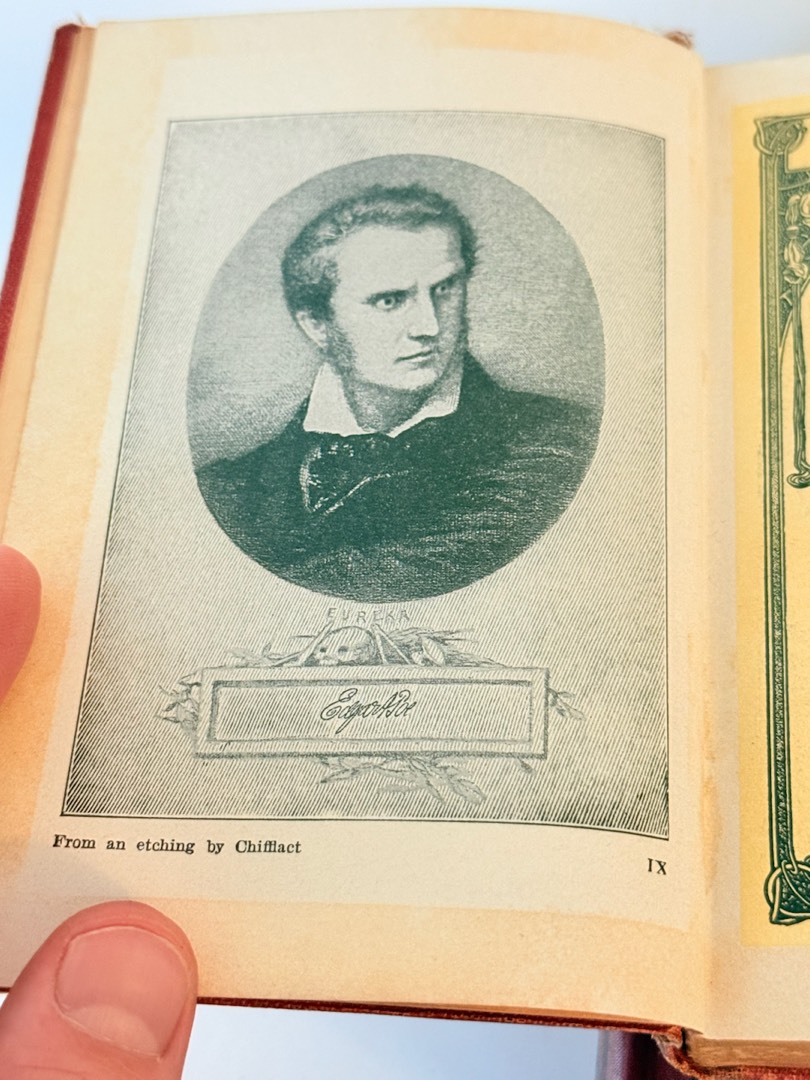 EUREKA
Edgar A Poe
From an etching by Chifflact
IX